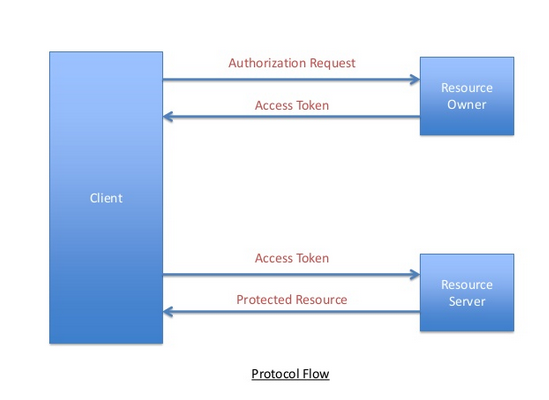 Authorization Request
Resource
Owner
Access Token
Client
Access Token
Resource
Server
Protected Resource
Protocol Flow